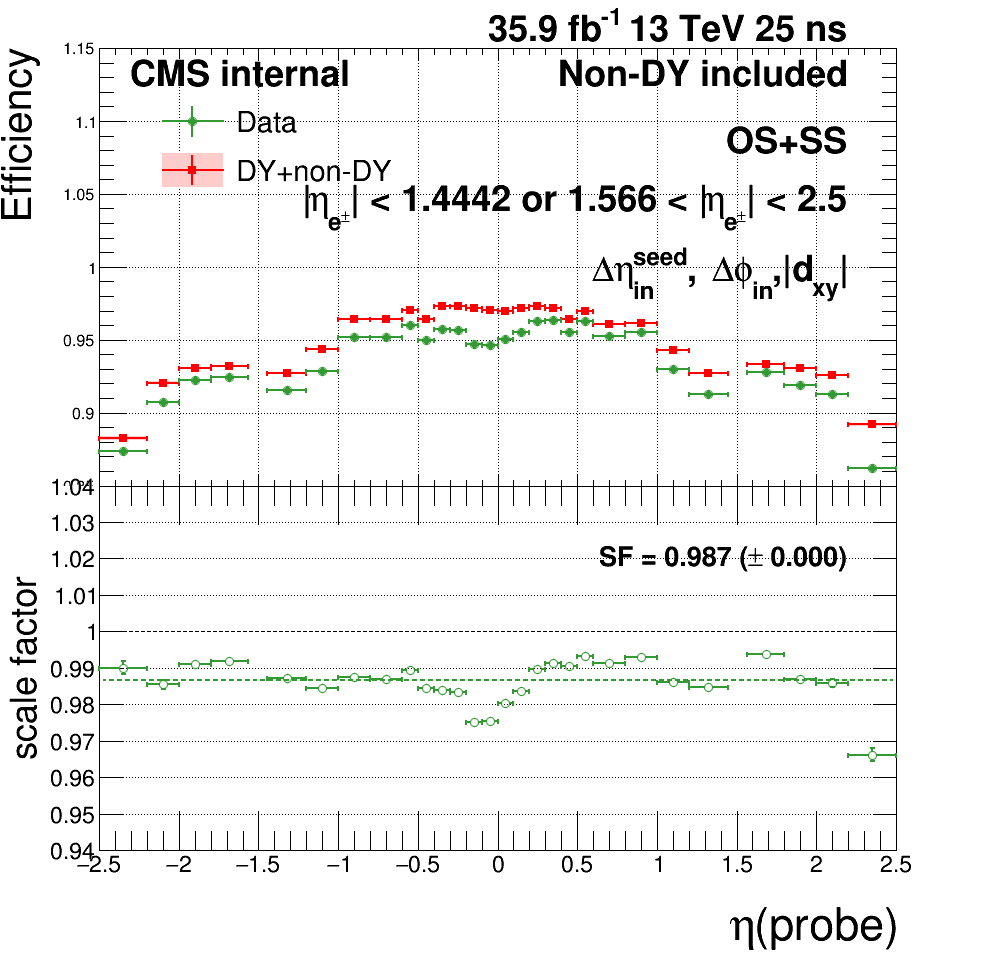 35.9 fb-1 13 TeV 25 ns
CMS internal
Non-DY included
Data
OS+SS
DY+non-DY
|ηe±| < 1.4442 or 1.566 < |ηe±| < 2.5
Δηinseed, Δϕin,|dxy|
Efficiency
1.15
1.1
1.05
1
0.95
0.9
1.04
1.03
1.02
1.01
1
0.99
0.98
0.97
0.96
0.95
0.94
SF = 0.987 (± 0.000)
scale factor
−2.5 −2 −1.5 −1 −0.5 0 0.5 1 1.5 2 2.5
η(probe)